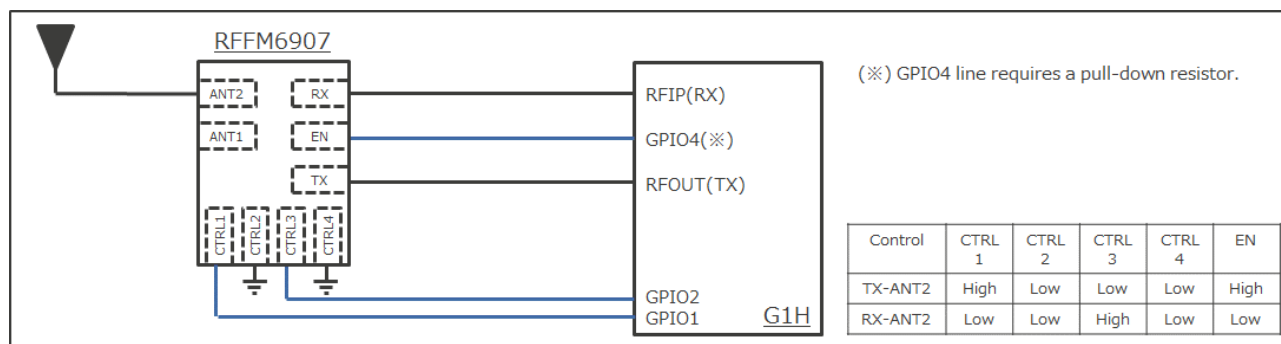 RFFM6907
ANT2
RX
ANT1
EN
TX
CTRL1
CTRL2
CTRL3
CTRL4
RFIP(RX)
GPIO4(※)
RFOUT(TX)
GPIO2
GPIO1
G1H
(※) GPIO4 line requires a pull-down resistor.
Control CTRL 1 CTRL 2 CTRL 3 CTRL 4 EN
TX-ANT2 High Low Low Low High
RX-ANT2 Low Low High Low Low